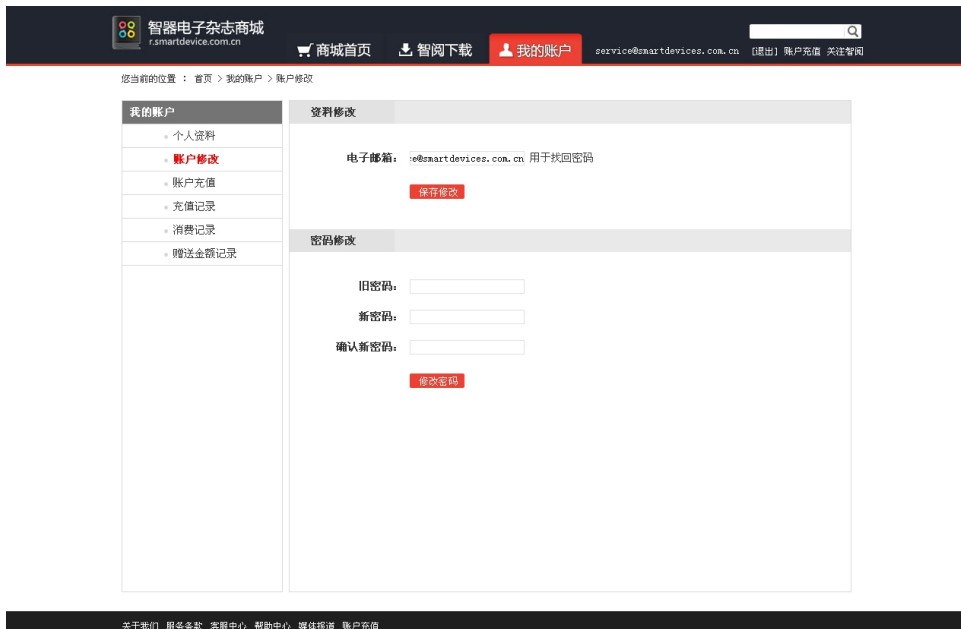 智器电子杂志商城
r.smartdevice.com.cn
商城首页 智阅下载 我的账户 service@smartdevices.com.cn [退出] 账户充值 关注智阅
您当前的位置 : 首页 > 我的账户 > 账户修改
我的账户
个人资料
账户修改
账户充值
充值记录
消费记录
赠送金额记录
资料修改
电子邮箱: e@smartdevices.com.cn 用于找回密码
保存修改
密码修改
旧密码:
新密码:
确认新密码:
修改密码
关于我们 服务条款 客服中心 帮助中心 媒体报道 账户充值